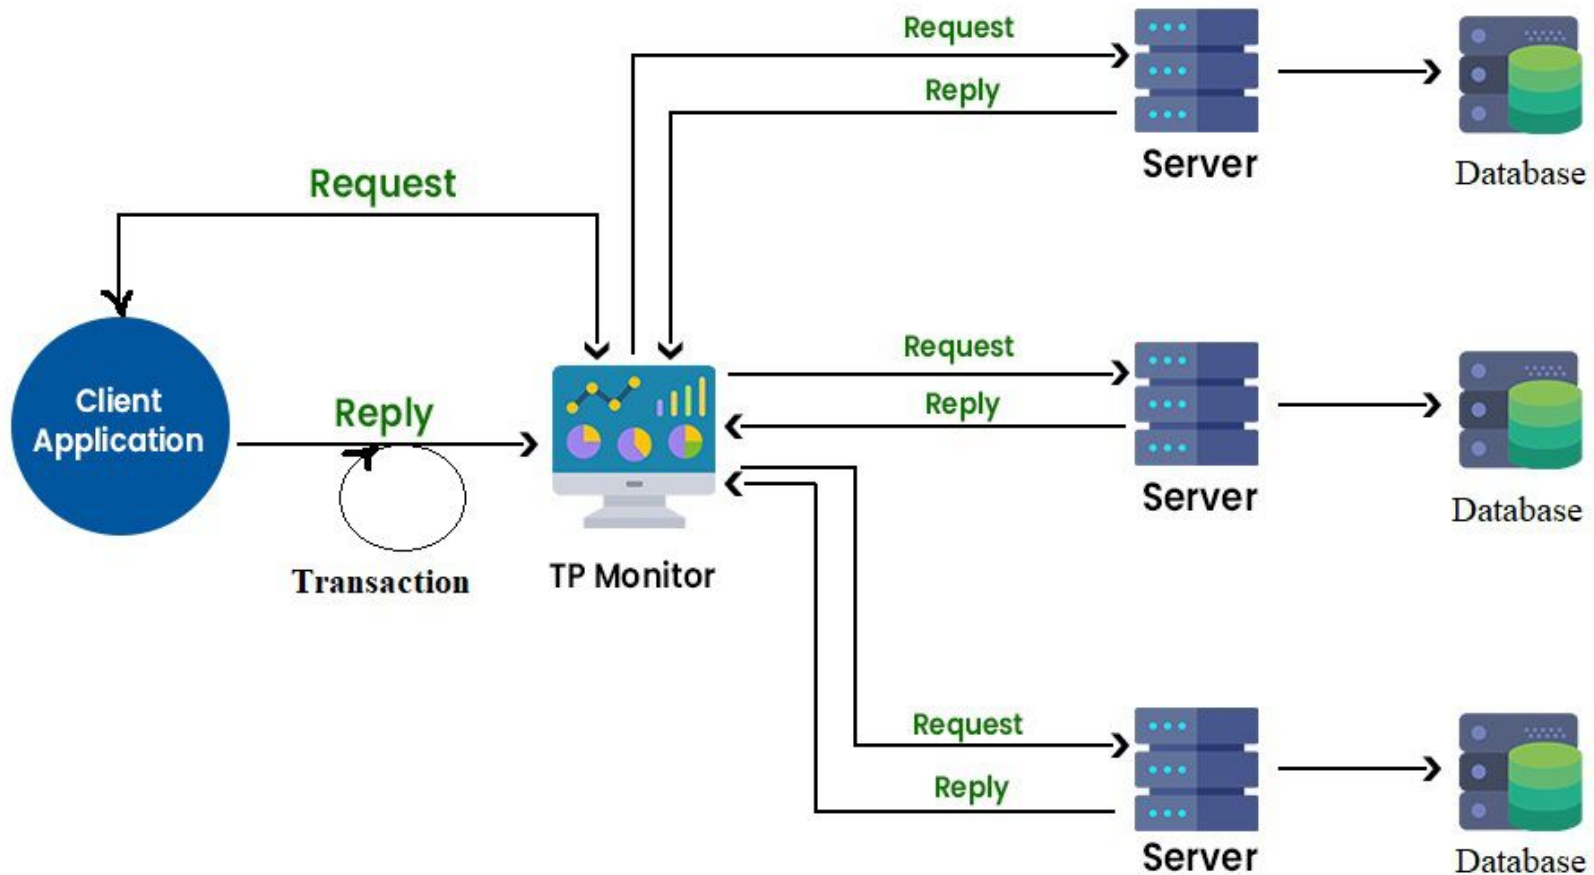 Request
Reply
Server
Database
Request
Client
Application
Reply
Transaction
TP Monitor
Request
Reply
Server
Database
Request
Reply
Server
Database